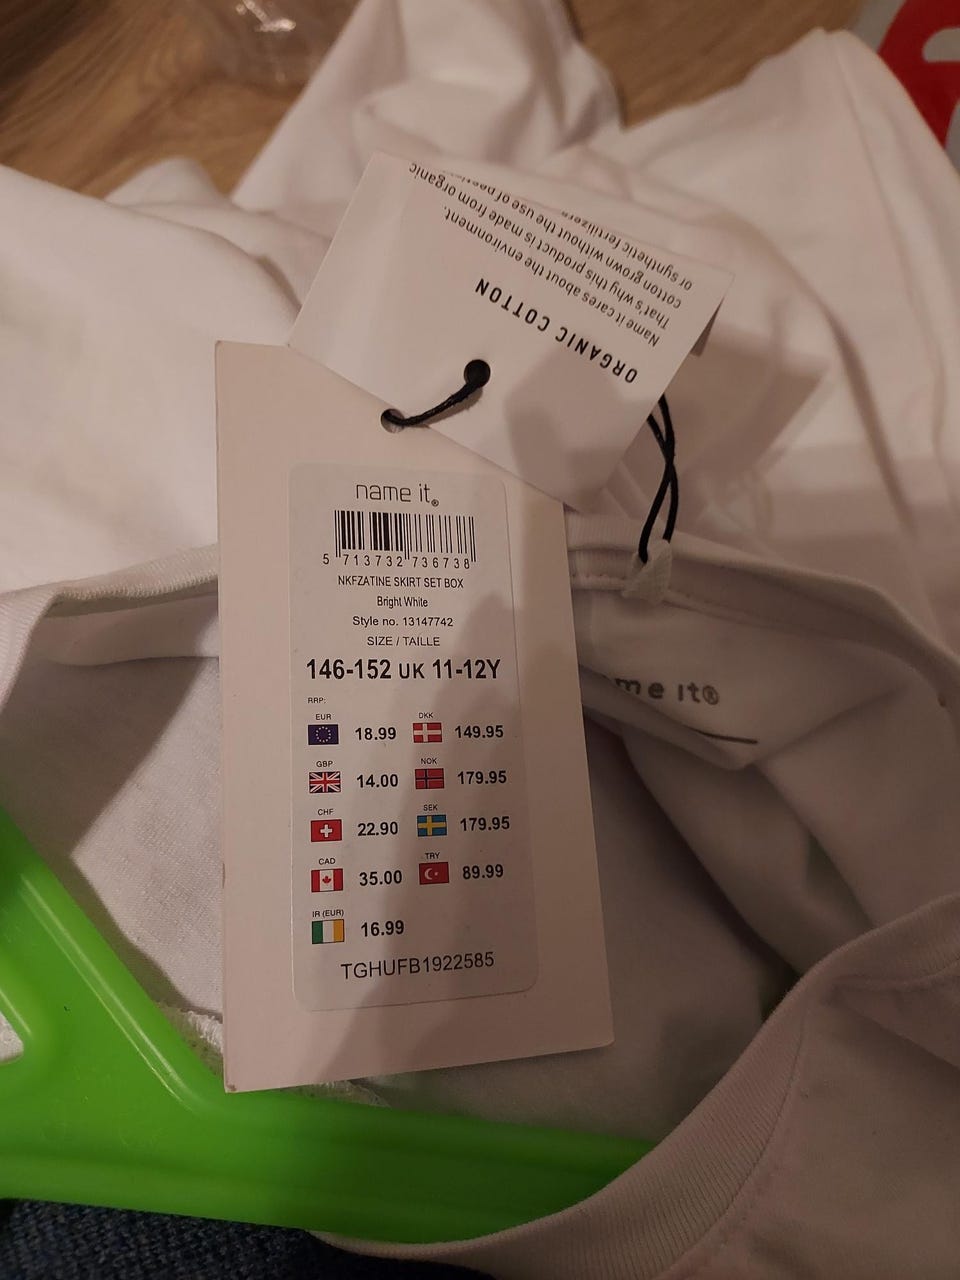 ORGANIC COTTON
Name it cares about the environment.
That's why this product is made from organic
cotton grown without the use of
or synthetic fertilizers
name it®
5 713732 736738
NKFZATINE SKIRT SET BOX
Bright White
Style no. 13147742
SIZE / TAILLE
146-152 UK 11-12Y
RRP:
EUR 18.99 DKK 149.95
GBP 14.00 NOK 179.95
CHF 22.90 SEK 179.95
CAD 35.00 TRY 89.99
IR (EUR) 16.99
TGHUFB1922585
me it®